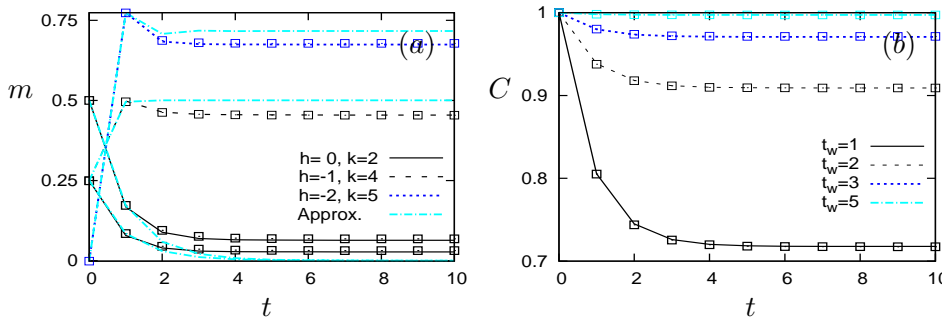 0.75
0.5
0.25
0
m
(a)
h= 0, k=2
h=-1, k=4
h=-2, k=5
Approx.
0 2 4 6 8 10
t
1
0.9
0.8
0.7
C
(b)
t_w=1
t_w=2
t_w=3
t_w=5
0 2 4 6 8 10
t